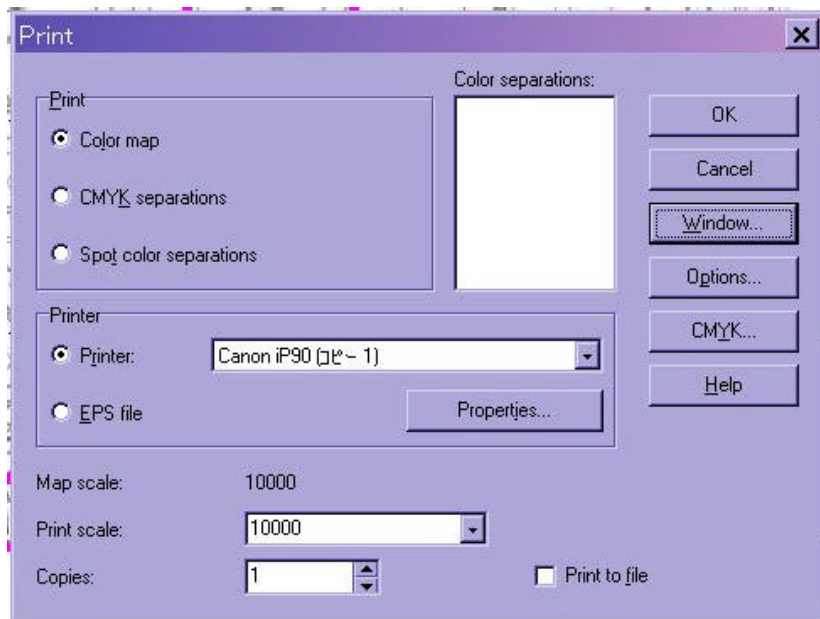 Print
Color separations:
Print
Color map
CMYK separations
Spot color separations
OK
Cancel
Window...
Options...
CMYK...
Help
Printer
Printer:
Canon iP90 (ｺﾋﾟｰ 1)
EPS file
Properties...
Map scale:
10000
Print scale:
10000
Copies:
1
Print to file